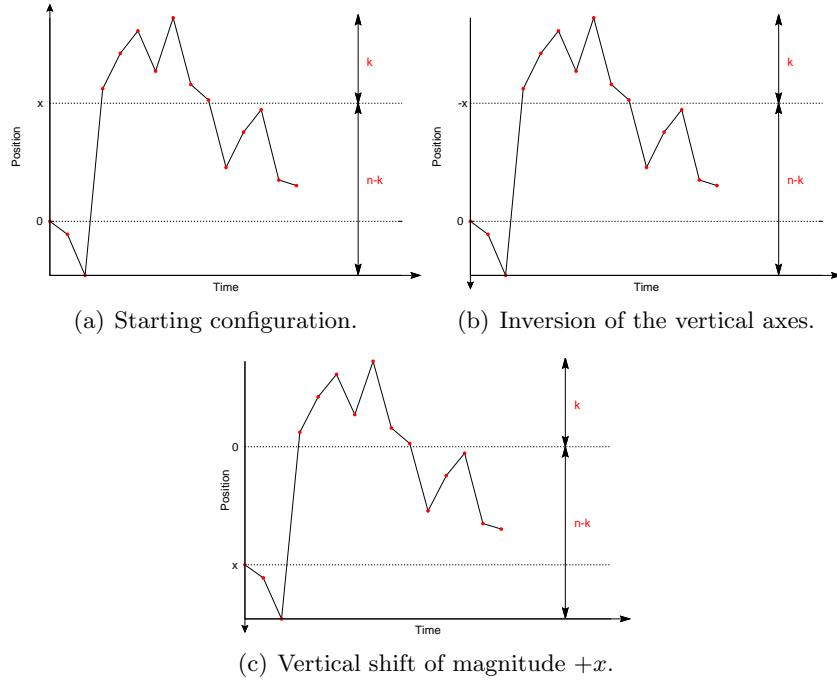 k
x
Position
n-k
0
Time
(a) Starting configuration.
k
-x
Position
n-k
0
Time
(b) Inversion of the vertical axes.
k
0
Position
n-k
x
Time
(c) Vertical shift of magnitude +x.